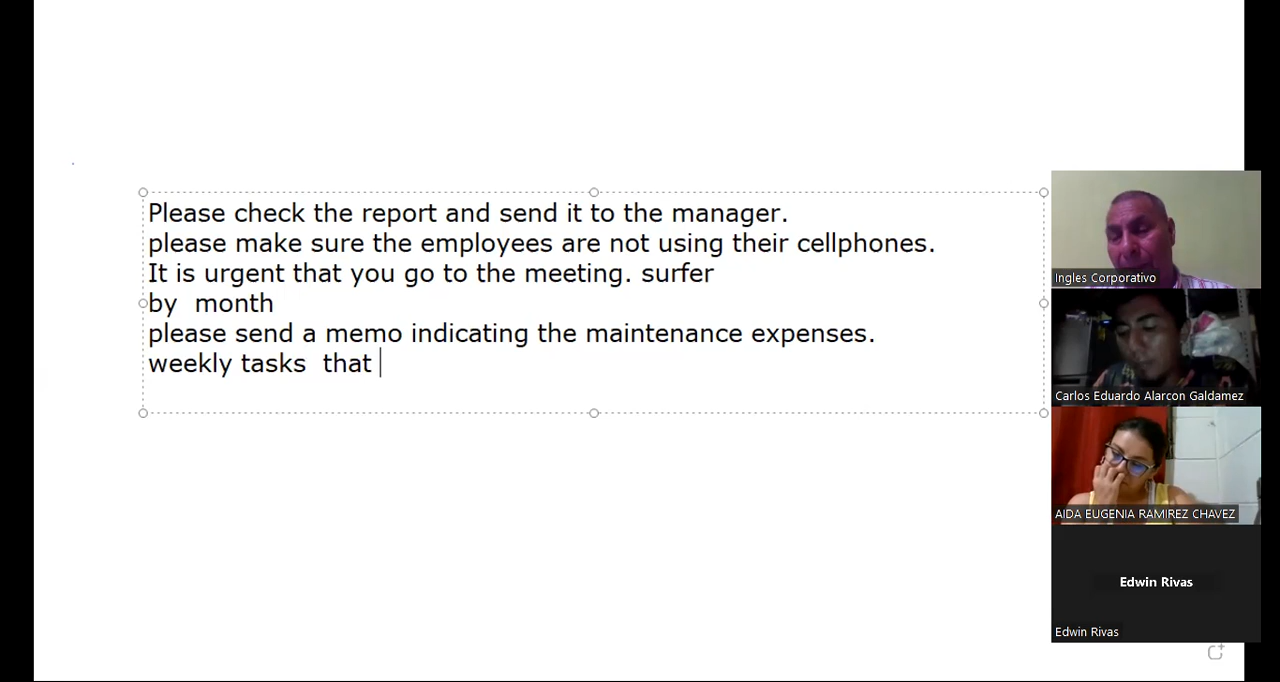 Please check the report and send it to the manager.
please make sure the employees are not using their cellphones.
It is urgent that you go to the meeting. surfer
by  month
please send a memo indicating the maintenance expenses.
weekly tasks  that
Ingles Corporativo
Carlos Eduardo Alarcon Galdamez
AIDA EUGENIA RAMIREZ CHAVEZ
Edwin Rivas
Edwin Rivas